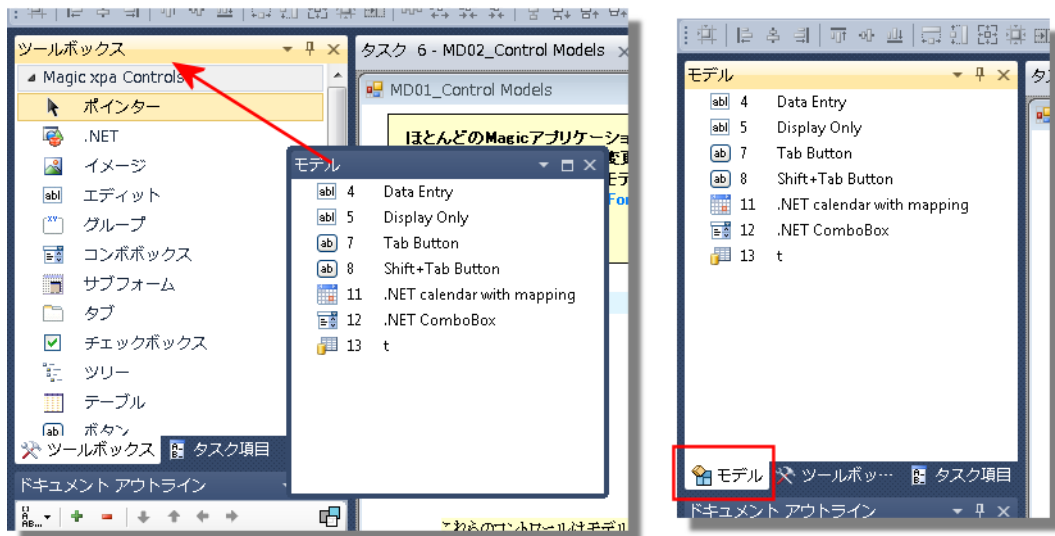 ツールボックス
タスク 6 - MD02_Control Models
Magic xpa Controls
MD01_Control Models
ポインター
.NET
ほとんどのMagicアプリケーショ
イメージ
エディット
グループ
コンボボックス
サブフォーム
タブ
チェックボックス
ツリー
テーブル
ボタン
モデル
4 Data Entry
5 Display Only
7 Tab Button
8 Shift+Tab Button
11 .NET calendar with mapping
12 .NET ComboBox
13 t
ツールボックス タスク項目
ドキュメント アウトライン
これらのコントロールはモデル
モデル
4 Data Entry
5 Display Only
7 Tab Button
8 Shift+Tab Button
11 .NET calendar with mapping
12 .NET ComboBox
13 t
モデル ツールボッ… タスク項目
ドキュメント アウトライン